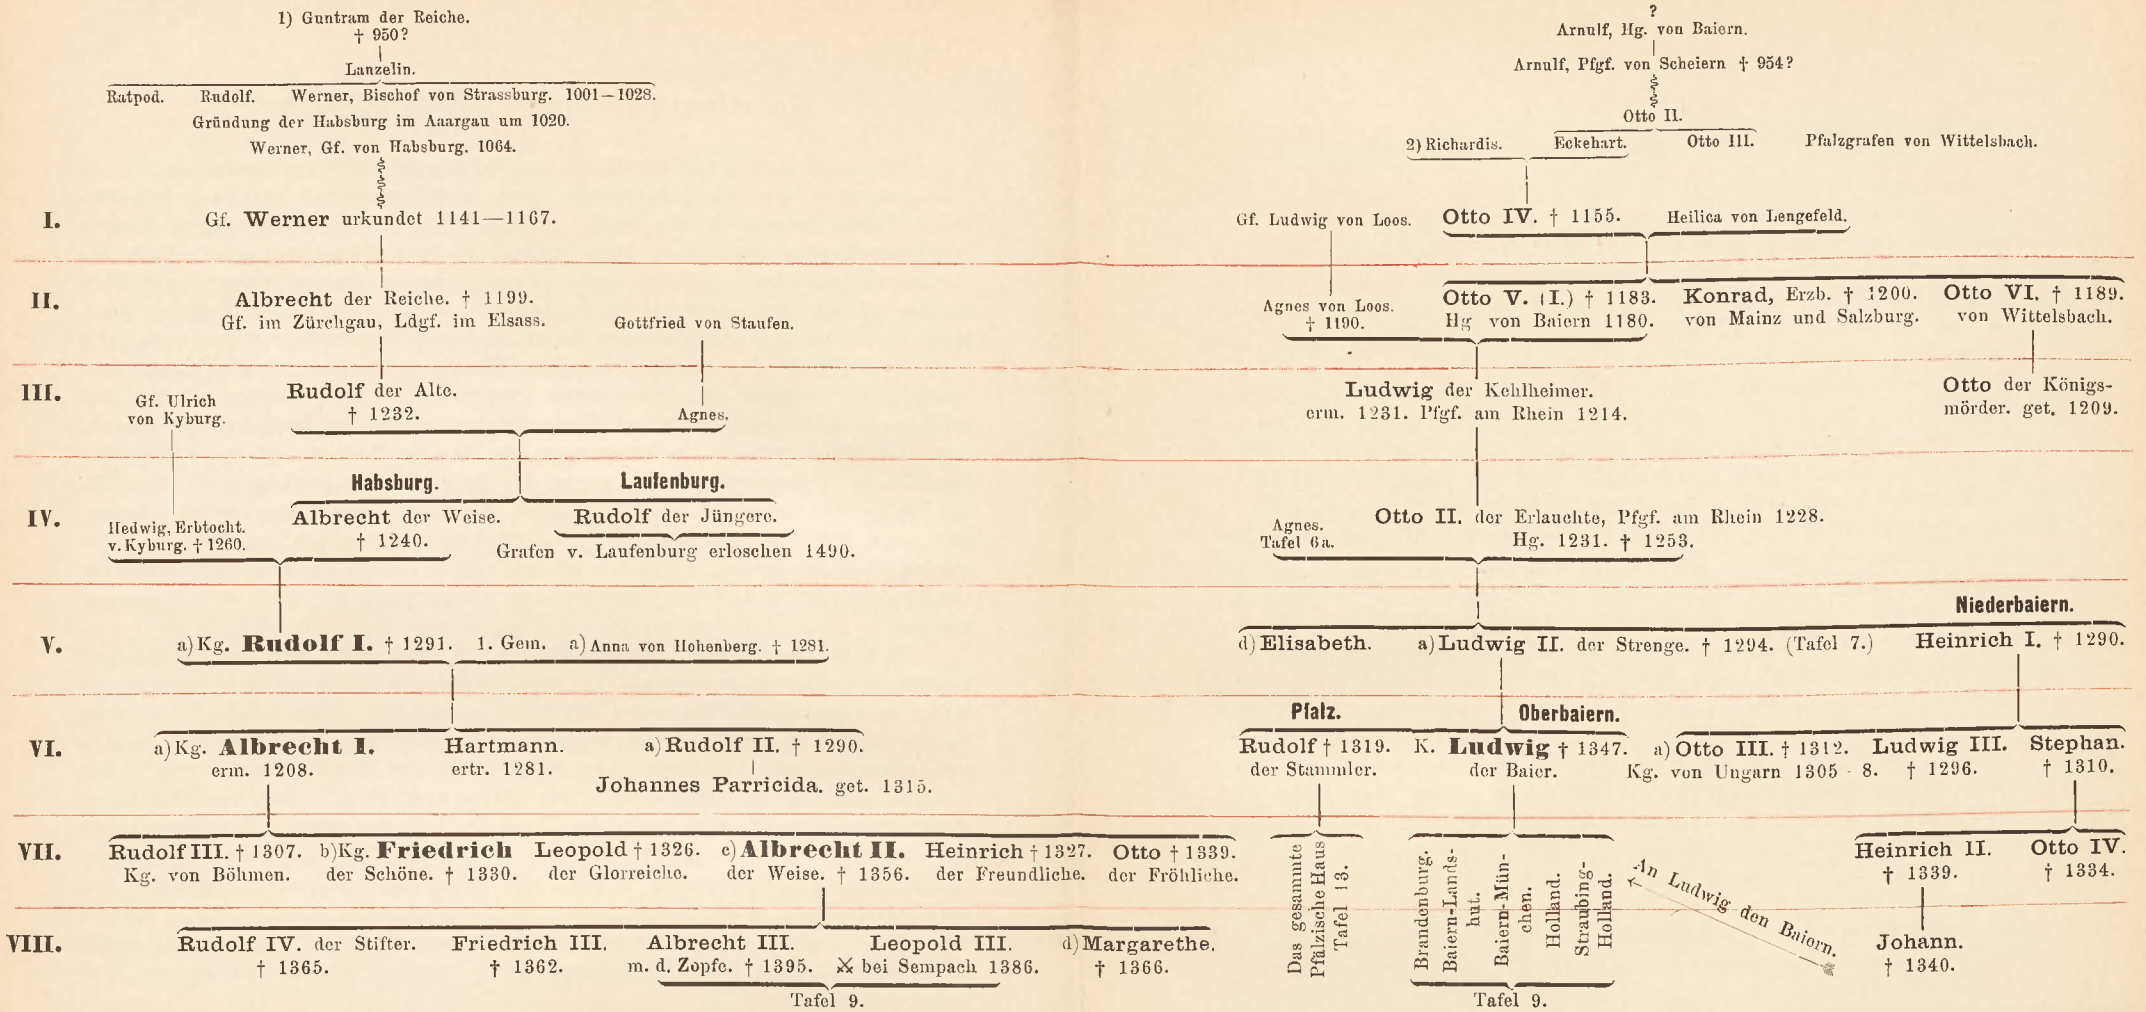 1) Guntram der Reiche.
† 950?
Lanzelin.
Ratpod. Rudolf. Werner, Bischof von Strassburg. 1001—1028.
Gründung der Habsburg im Aaargau um 1020.
Werner, Gf. von Habsburg. 1064.
?
Arnulf, Hg. von Baiern.
Arnulf, Pfgf. von Scheiern † 954?
Otto II.
2) Richardis. Eckehart. Otto III. Pfalzgrafen von Wittelsbach.
I. Gf. Werner urkundet 1141—1167. Gf. Ludwig von Loos. Otto IV. † 1155. Heilica von Lengefeld.
II. Albrecht der Reiche. † 1199.
Gf. im Zürchgau, Ldgf. im Elsass. Gottfried von Staufen.
Agnes von Loos.
† 1190.
Otto V. (I.) † 1183. Konrad, Erzb. † 1200. Otto VI. † 1189.
Hg von Baiern 1180. von Mainz und Salzburg. von Wittelsbach.
III. Gf. Ulrich
von Kyburg.
Rudolf der Alte.
† 1232. Agnes.
Ludwig der Kehlheimer.
erm. 1231. Pfgf. am Rhein 1214.
Otto der Königs-
mörder. get. 1209.
Habsburg. Laufenburg.
IV. Hedwig, Erbtocht.
v. Kyburg. † 1260.
Albrecht der Weise.
† 1240.
Rudolf der Jüngere.
Grafen v. Laufenburg erloschen 1490.
Agnes.
Tafel 6a.
Otto II. der Erlauchte, Pfgf. am Rhein 1228.
Hg. 1231. † 1253.
Niederbaiern.
V. a) Kg. Rudolf I. † 1291. 1. Gem. a) Anna von Hohenberg. † 1281. d) Elisabeth. a) Ludwig II. der Strenge. † 1294. (Tafel 7.) Heinrich I. † 1290.
Pfalz. Oberbaiern.
VI. a) Kg. Albrecht I. Hartmann. a) Rudolf II. † 1290.
erm. 1208. ertr. 1281.
Johannes Parricida. get. 1315.
Rudolf † 1319. K. Ludwig † 1347. a) Otto III. † 1312. Ludwig III. Stephan.
der Stammler. der Baier. Kg. von Ungarn 1305 - 8. † 1296. † 1310.
VII. Rudolf III. † 1307. b) Kg. Friedrich Leopold † 1326. c) Albrecht II. Heinrich † 1327. Otto † 1339.
Kg. von Böhmen. der Schöne. † 1330. der Glorreiche. der Weise. † 1356. der Freundliche. der Fröhliche.
Das gesammte
Pfälzische Haus
Tafel 13.
Brandenburg.
Baiern-Lands-
hut.
Baiern-Mün-
chen.
Holland.
Straubing-
Holland.
An Ludwig den Baiern.
Heinrich II. Otto IV.
† 1339. † 1334.
VIII. Rudolf IV. der Stifter. Friedrich III. Albrecht III. Leopold III. d) Margarethe.
† 1365. † 1362. m. d. Zopfe. † 1395. ⚔ bei Sempach 1386. † 1366.
Tafel 9.
Tafel 9.
Johann.
† 1340.